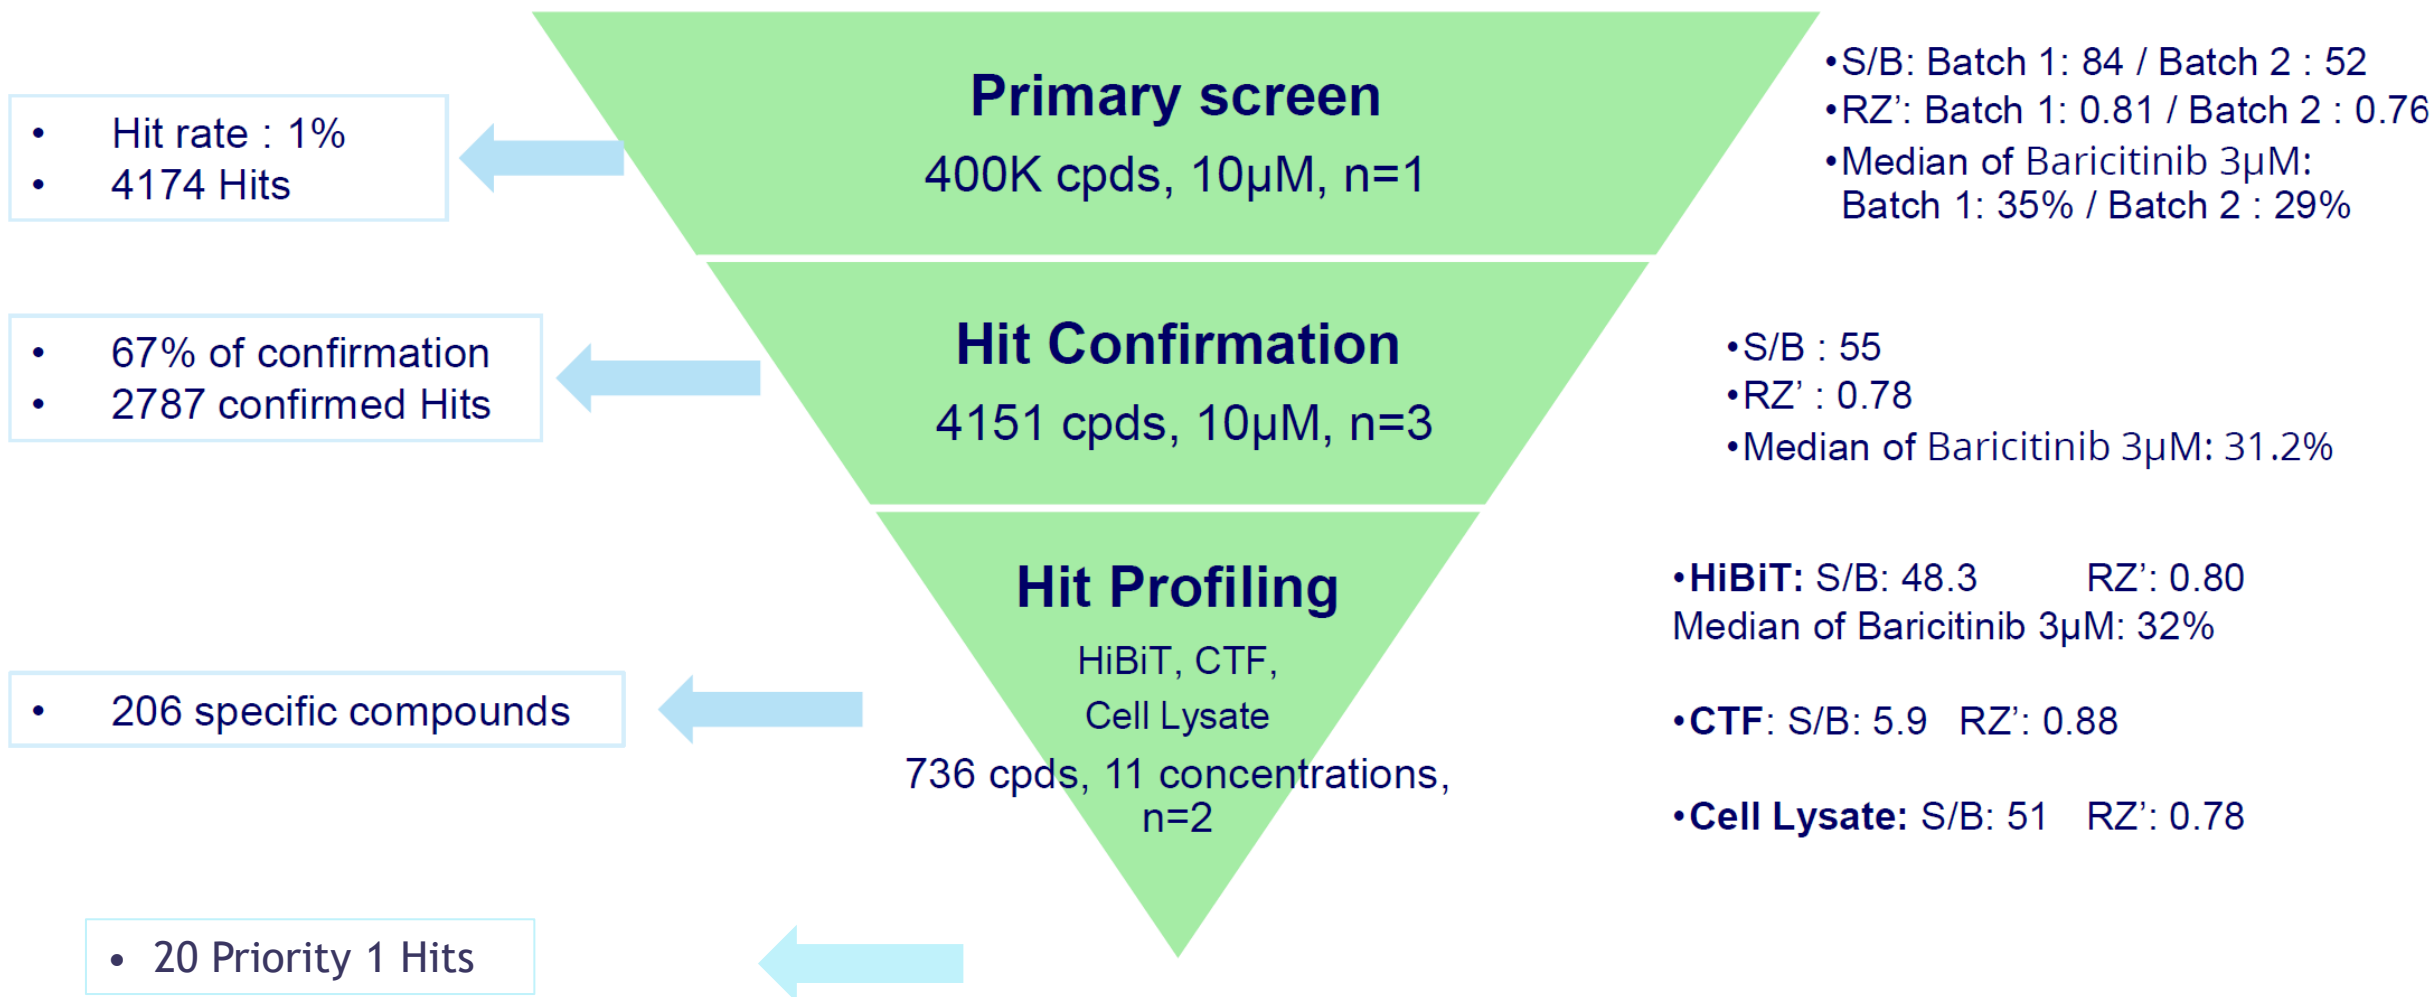 Primary screen
400K cpds, 10µM, n=1
• Hit rate : 1%
• 4174 Hits
•S/B: Batch 1: 84 / Batch 2 : 52
•RZ’: Batch 1: 0.81 / Batch 2 : 0.76
•Median of Baricitinib 3µM:
Batch 1: 35% / Batch 2 : 29%
Hit Confirmation
4151 cpds, 10µM, n=3
• 67% of confirmation
• 2787 confirmed Hits
•S/B : 55
•RZ’ : 0.78
•Median of Baricitinib 3µM: 31.2%
Hit Profiling
HiBiT, CTF,
Cell Lysate
736 cpds, 11 concentrations,
n=2
• 206 specific compounds
•HiBiT: S/B: 48.3 RZ’: 0.80
Median of Baricitinib 3µM: 32%
•CTF: S/B: 5.9 RZ’: 0.88
•Cell Lysate: S/B: 51 RZ’: 0.78
• 20 Priority 1 Hits